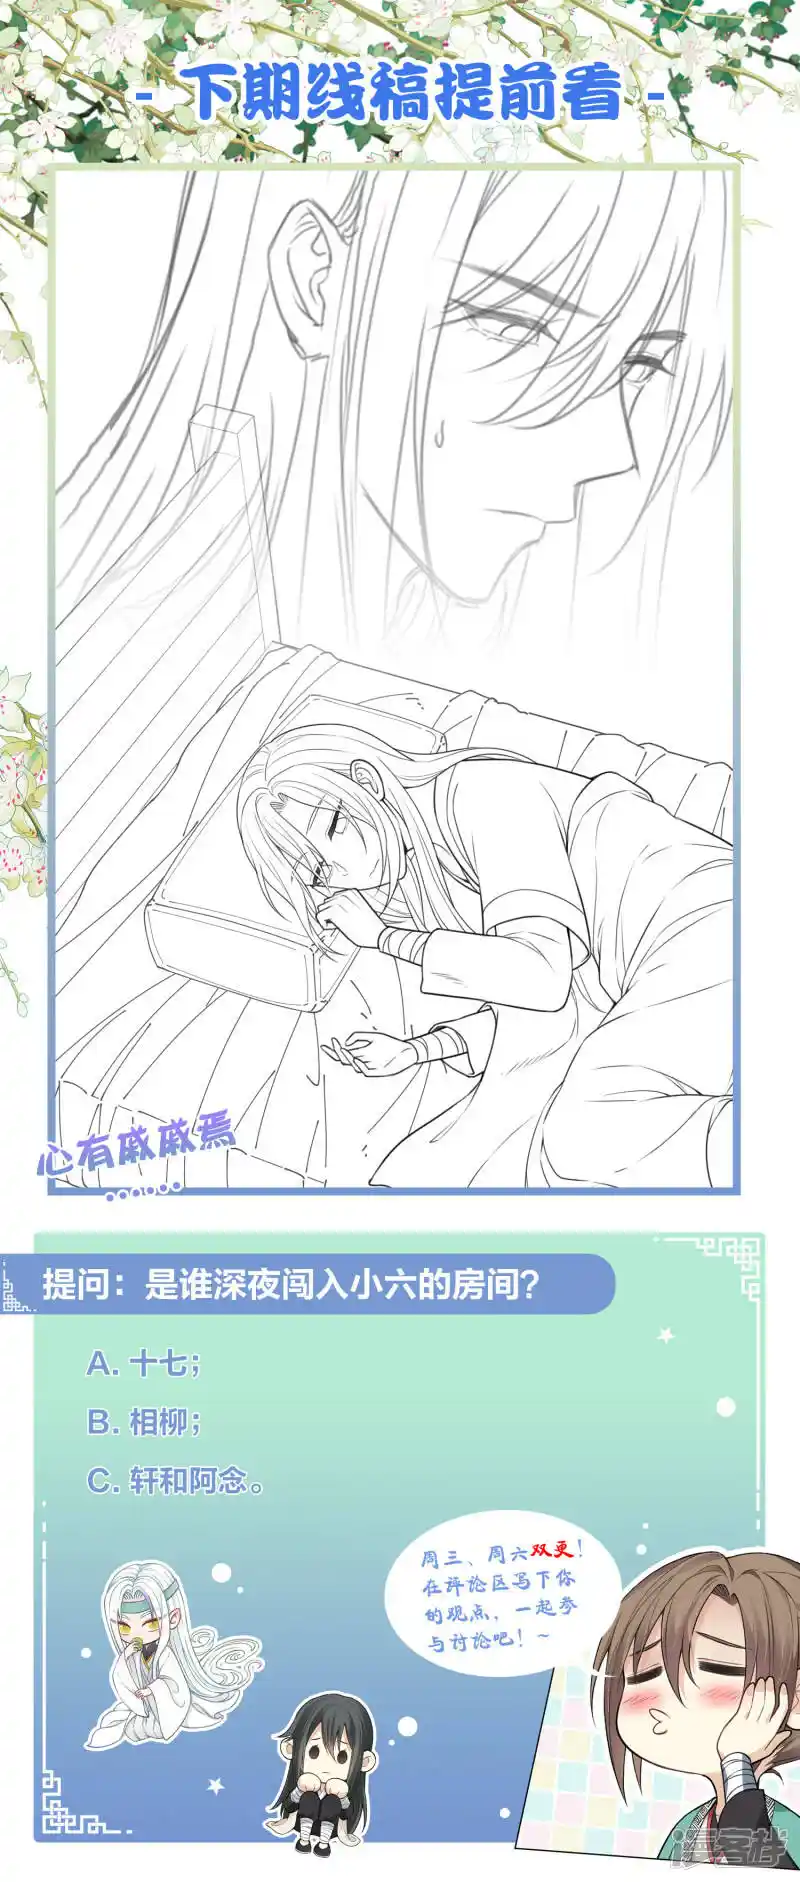 - 下期线稿提前看 -
心有戚戚焉
......
提问：是谁深夜闯入小六的房间？
A. 十七；
B. 相柳；
C. 轩和阿念。
周三、周六双更！
在评论区写下你
的观点，一起参
与讨论吧！~
漫客栈